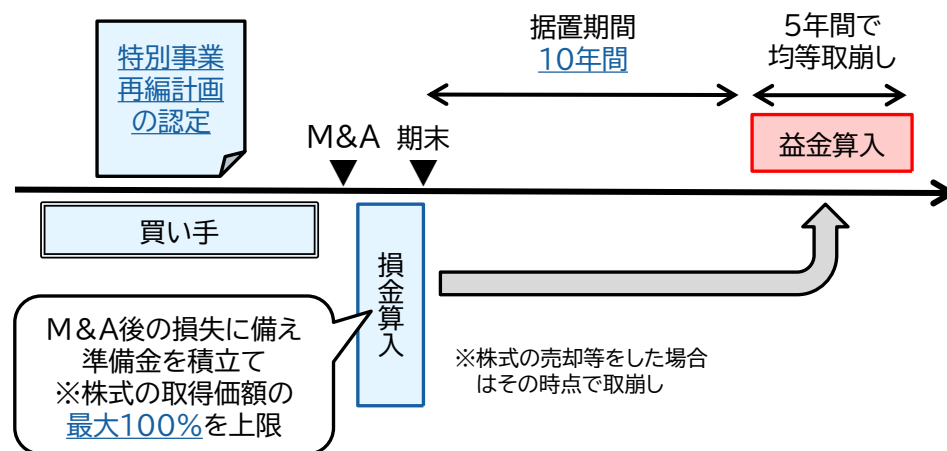 特別事業
再編計画
の認定
M&A
期末
据置期間
10年間
5年間で
均等取崩し
益金算入
買い手
損金算入
M&A後の損失に備え
準備金を積立て
※株式の取得価額の
最大100%を上限
※株式の売却等をした場合
はその時点で取崩し